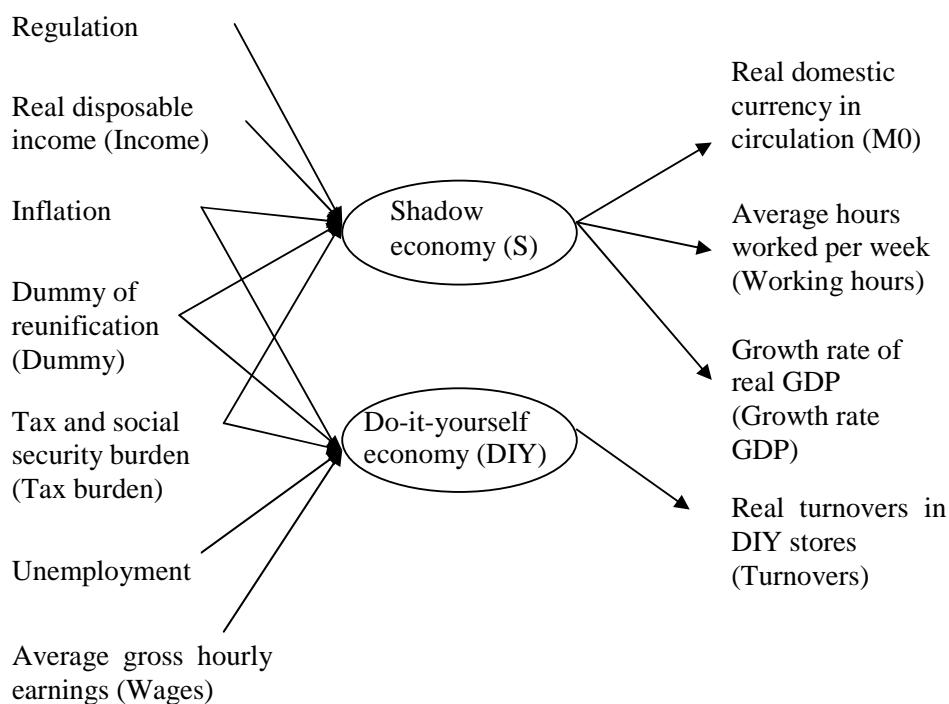 Regulation
Real disposable
income (Income)
Inflation
Dummy of
reunification
(Dummy)
Tax and social
security burden
(Tax burden)
Unemployment
Average gross hourly
earnings (Wages)
Shadow
economy (S)
Do-it-yourself
economy (DIY)
Real domestic
currency in
circulation (M0)
Average hours
worked per week
(Working hours)
Growth rate of
real GDP
(Growth rate
GDP)
Real turnovers in
DIY stores
(Turnovers)